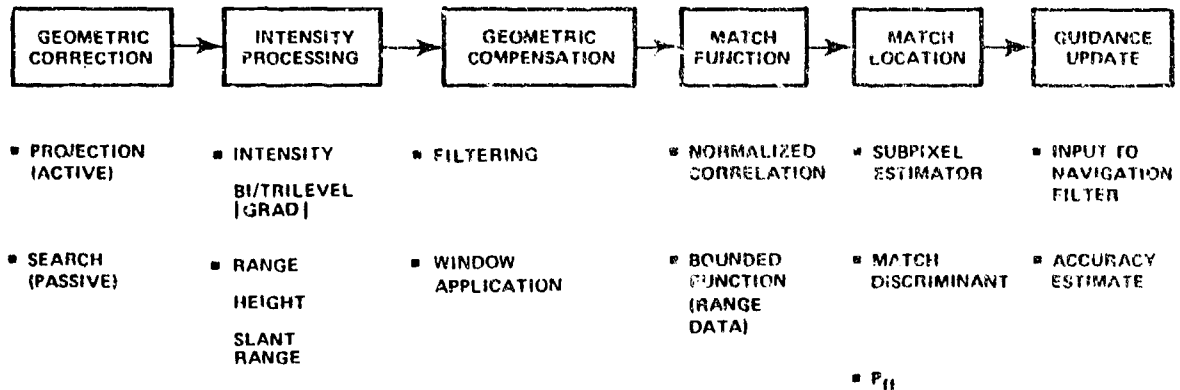 GEOMETRIC CORRECTION
INTENSITY PROCESSING
GEOMETRIC COMPENSATION
MATCH FUNCTION
MATCH LOCATION
GUIDANCE UPDATE
▪ PROJECTION
(ACTIVE)
▪ SEARCH
(PASSIVE)
▪ INTENSITY
BI/TRILEVEL
|GRAD|
▪ RANGE
HEIGHT
SLANT
RANGE
▪ FILTERING
▪ WINDOW
APPLICATION
▪ NORMALIZED
CORRELATION
▪ BOUNDED
FUNCTION
(RANGE
DATA)
▪ SUBPIXEL
ESTIMATOR
▪ MATCH
DISCRIMINANT
▪ INPUT TO
NAVIGATION
FILTER
▪ ACCURACY
ESTIMATE